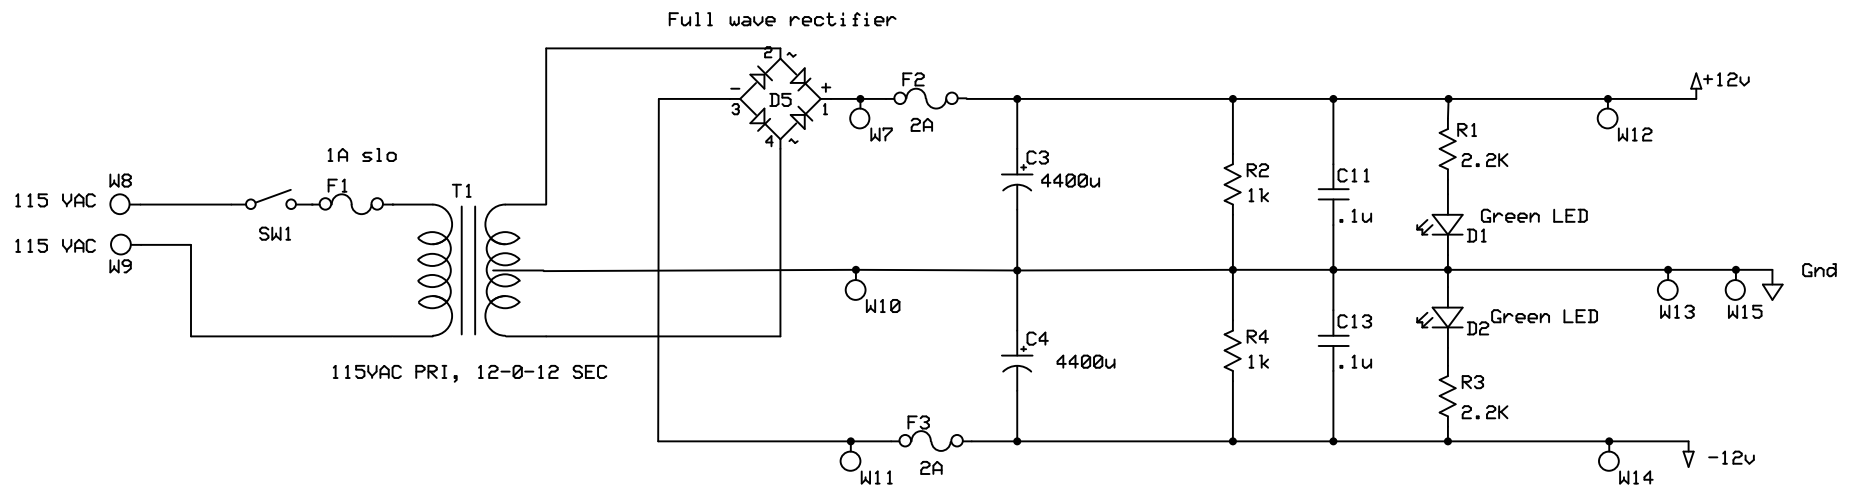 Full wave rectifier
2 ~
- D5 +
3 1
4 ~
F2
2A
W7
+12v
W12
1A slo
F1
T1
W8
115 VAC
SW1
115 VAC
W9
115VAC PRI, 12-0-12 SEC
+
C3
4400u
R2
1k
C11
.1u
R1
2.2K
Green LED
D1
W10
Gnd
W13
W15
+
C4
4400u
R4
1k
C13
.1u
Green LED
D2
R3
2.2K
F3
2A
W11
-12v
W14